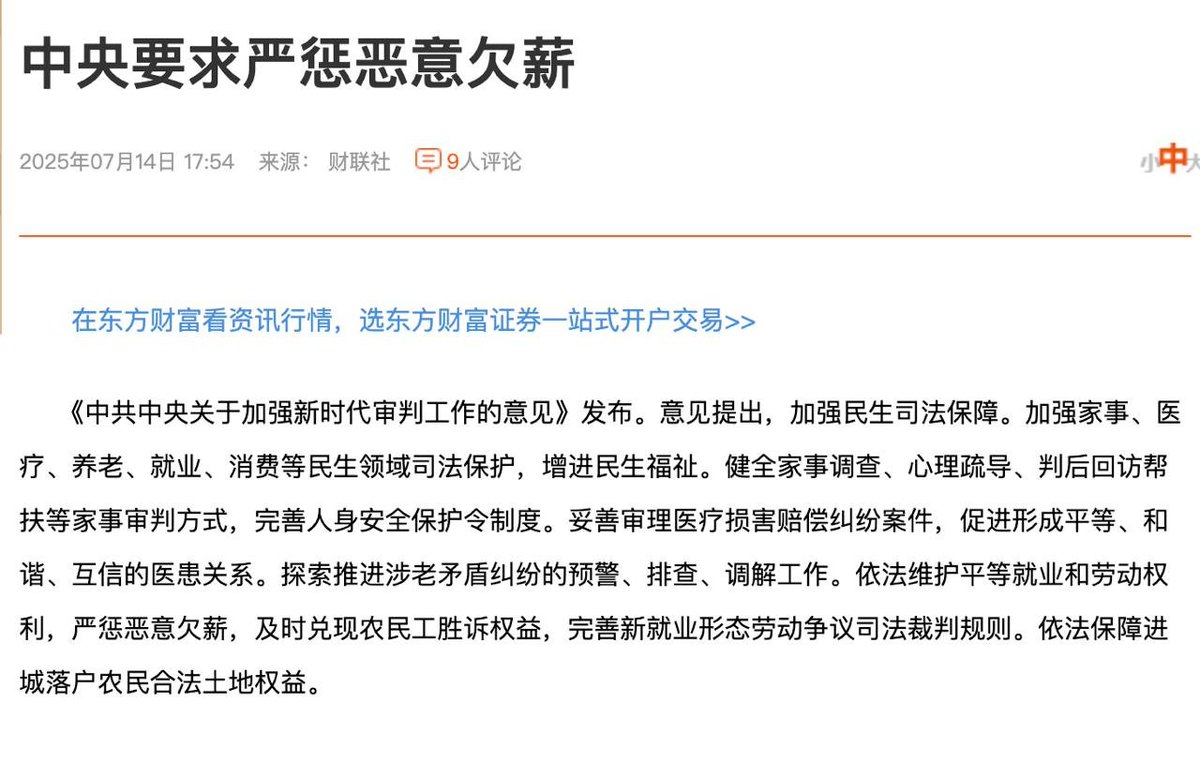 中央要求严惩恶意欠薪
2025年07月14日 17:54 来源： 财联社 9人评论
小中大
在东方财富看资讯行情，选东方财富证券一站式开户交易>>
《中共中央关于加强新时代审判工作的意见》发布。意见提出，加强民生司法保障。加强家事、医
疗、养老、就业、消费等民生领域司法保护，增进民生福祉。健全家事调查、心理疏导、判后回访帮
扶等家事审判方式，完善人身安全保护令制度。妥善审理医疗损害赔偿纠纷案件，促进形成平等、和
谐、互信的医患关系。探索推进涉老矛盾纠纷的预警、排查、调解工作。依法维护平等就业和劳动权
利，严惩恶意欠薪，及时兑现农民工胜诉权益，完善新就业形态劳动争议司法裁判规则。依法保障进
城落户农民合法土地权益。